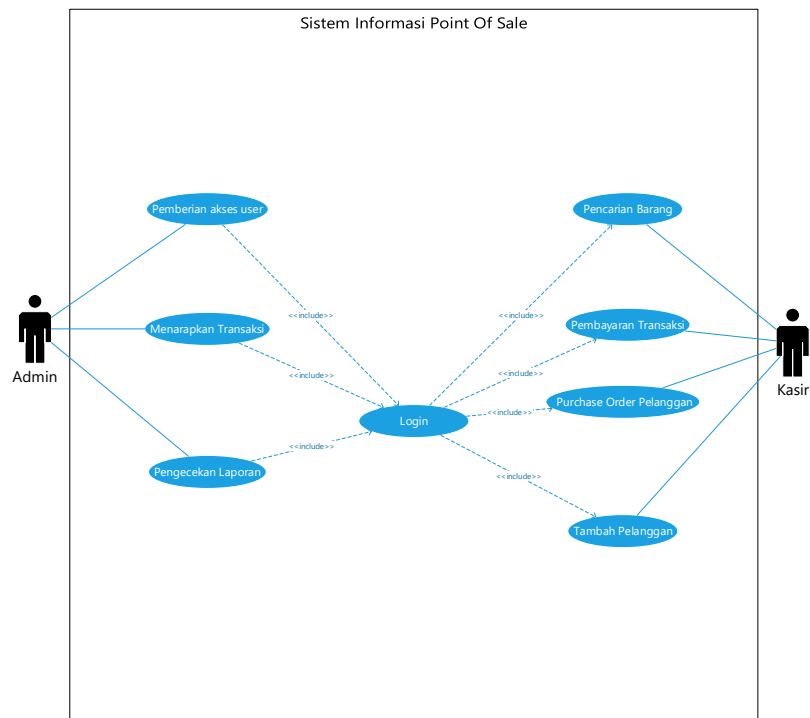 Sistem Informasi Point Of Sale
Pemberian akses user
Pencarian Barang
<<include>>
<<include>>
Menarapkan Transaksi
Pembayaran Transaksi
Admin
Kasir
<<include>>
<<include>>
Purchase Order Pelanggan
<<include>>
Login
<<include>>
Pengecekan Laporan
<<include>>
Tambah Pelanggan